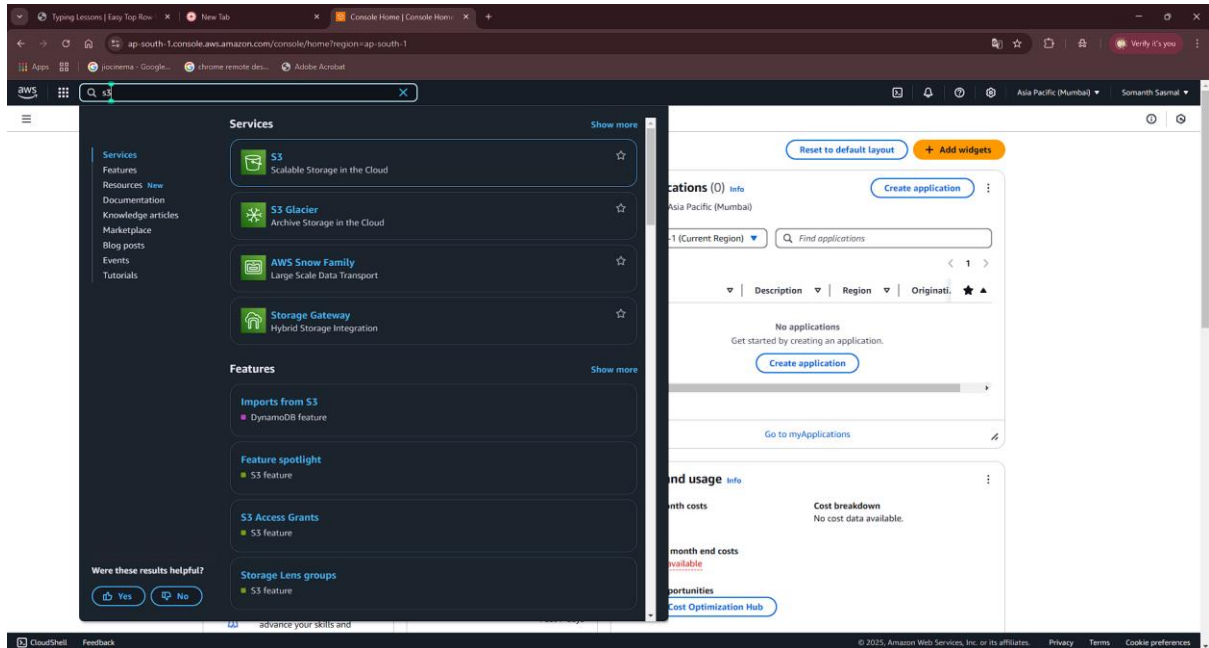 Typing Lessons | Easy Top Row
New Tab
Console Home | Console Home
ap-south-1.console.aws.amazon.com/console/home?region=ap-south-1
Verify it's you
Apps
jiocinema - Google...
chrome remote des...
Adobe Acrobat
aws
s3
Asia Pacific (Mumbai)
Somanth Sasmal
Services
Features
Resources New
Documentation
Knowledge articles
Marketplace
Blog posts
Events
Tutorials
Were these results helpful?
Yes
No
Services
Show more
S3
Scalable Storage in the Cloud
S3 Glacier
Archive Storage in the Cloud
AWS Snow Family
Large Scale Data Transport
Storage Gateway
Hybrid Storage Integration
Features
Show more
Imports from S3
DynamoDB feature
Feature spotlight
S3 feature
S3 Access Grants
S3 feature
Storage Lens groups
S3 feature
advance your skills and
Reset to default layout
+ Add widgets
cations (0) Info
Create application
Asia Pacific (Mumbai)
-1 (Current Region)
Find applications
1
Description
Region
Originati.
No applications
Get started by creating an application.
Create application
Go to myApplications
and usage Info
nth costs
Cost breakdown
No cost data available.
month end costs
available
portunities
Cost Optimization Hub
CloudShell
Feedback
© 2025, Amazon Web Services, Inc. or its affiliates.
Privacy
Terms
Cookie preferences